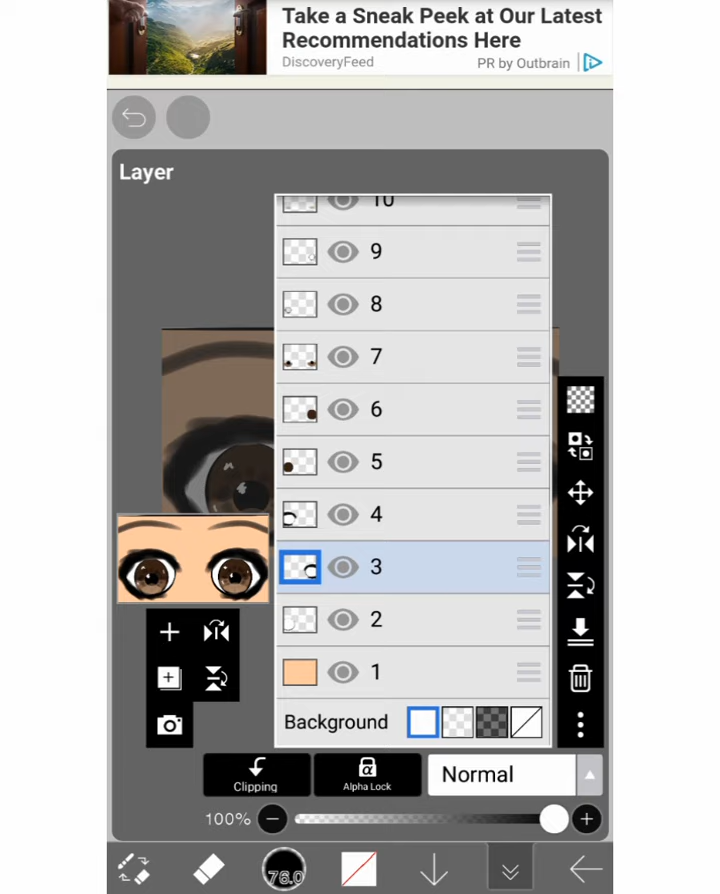 Take a Sneak Peek at Our Latest
Recommendations Here
DiscoveryFeed
PR by Outbrain
Layer
10
9
8
7
6
5
4
3
2
1
Background
Clipping
Alpha Lock
Normal
100%
76.0